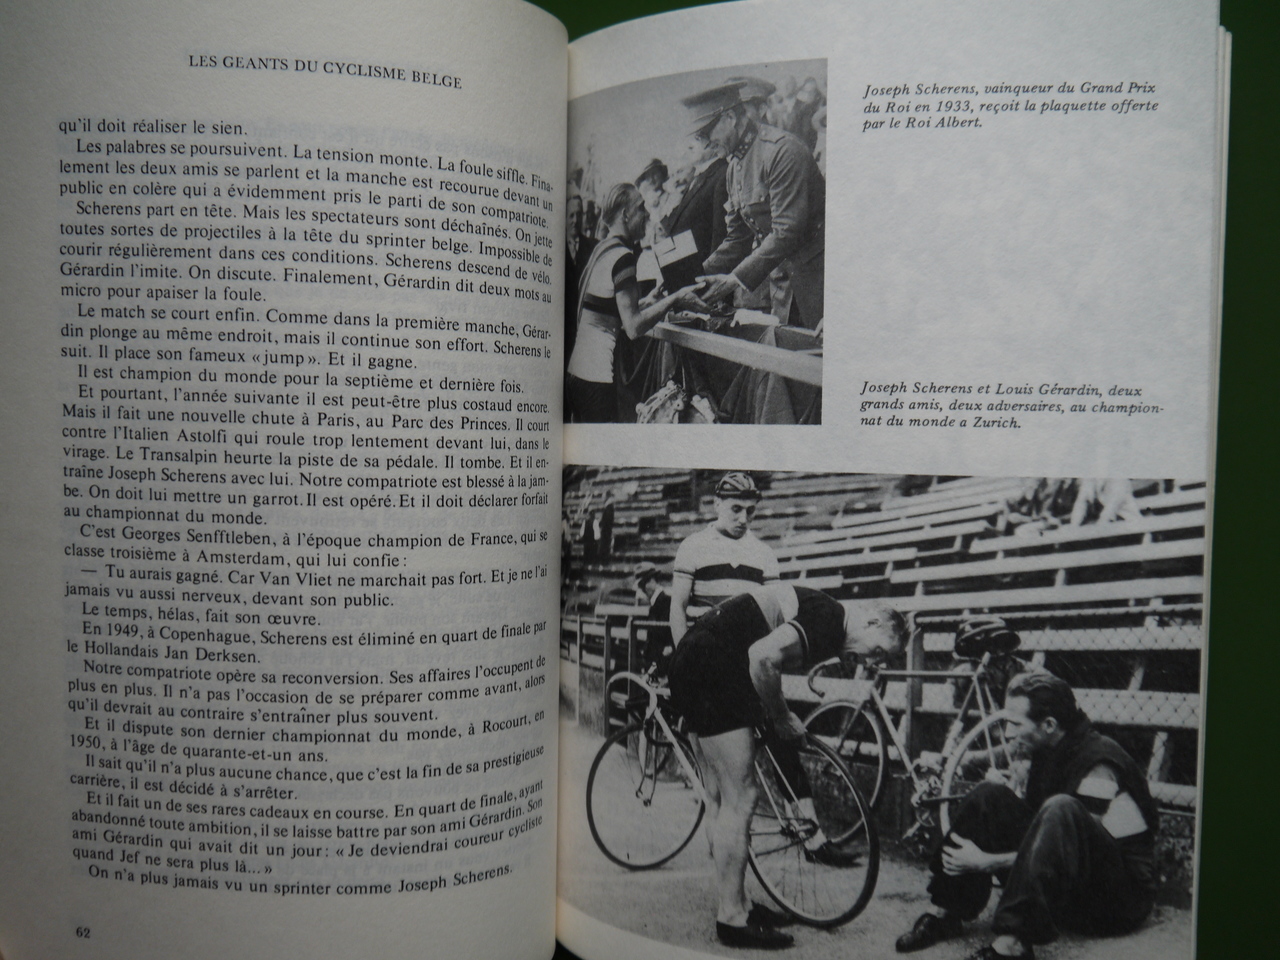 LES GEANTS DU CYCLISME BELGE
qu'il doit réaliser le sien.
Les palabres se poursuivent. La tension monte. La foule siffle. Fina-
lement les deux amis se parlent et la manche est recourue devant un
public en colère qui a évidemment pris le parti de son compatriote.
Scherens part en tête. Mais les spectateurs sont déchaînés. On jette
toutes sortes de projectiles à la tête du sprinter belge. Impossible de
courir régulièrement dans ces conditions. Scherens descend de vélo.
Gérardin l'imite. On discute. Finalement, Gérardin dit deux mots au
micro pour apaiser la foule.
Le match se court enfin. Comme dans la première manche, Gérar-
din plonge au même endroit, mais il continue son effort. Scherens le
suit. Il place son fameux «jump». Et il gagne.
Il est champion du monde pour la septième et dernière fois.
Et pourtant, l'année suivante il est peut-être plus costaud encore.
Mais il fait une nouvelle chute à Paris, au Parc des Princes. Il court
contre l'Italien Astolfi qui roule trop lentement devant lui, dans le
virage. Le Transalpin heurte la piste de sa pédale. Il tombe. Et il en-
traîne Joseph Scherens avec lui. Notre compatriote est blessé à la jam-
be. On doit lui mettre un garrot. Il est opéré. Et il doit déclarer forfait
au championnat du monde.
C'est Georges Senfftleben, à l'époque champion de France, qui se
classe troisième à Amsterdam, qui lui confie :
— Tu aurais gagné. Car Van Vliet ne marchait pas fort. Et je ne l'ai
jamais vu aussi nerveux, devant son public.
Le temps, hélas, fait son œuvre.
En 1949, à Copenhague, Scherens est éliminé en quart de finale par
le Hollandais Jan Derksen.
Notre compatriote opère sa reconversion. Ses affaires l'occupent de
plus en plus. Il n'a pas l'occasion de se préparer comme avant, alors
qu'il devrait au contraire s'entraîner plus souvent.
Et il dispute son dernier championnat du monde, à Rocourt, en
1950, à l'âge de quarante-et-un ans.
Il sait qu'il n'a plus aucune chance, que c'est la fin de sa prestigieuse
carrière, il est décidé à s'arrêter.
Et il fait un de ses rares cadeaux en course. En quart de finale, ayant
abandonné toute ambition, il se laisse battre par son ami Gérardin. Son
ami Gérardin qui avait dit un jour : « Je deviendrai coureur cycliste
quand Jef ne sera plus là... »
On n'a plus jamais vu un sprinter comme Joseph Scherens.
62
Joseph Scherens, vainqueur du Grand Prix
du Roi en 1933, reçoit la plaquette offerte
par le Roi Albert.
Joseph Scherens et Louis Gérardin, deux
grands amis, deux adversaires, au champion-
nat du monde a Zurich.